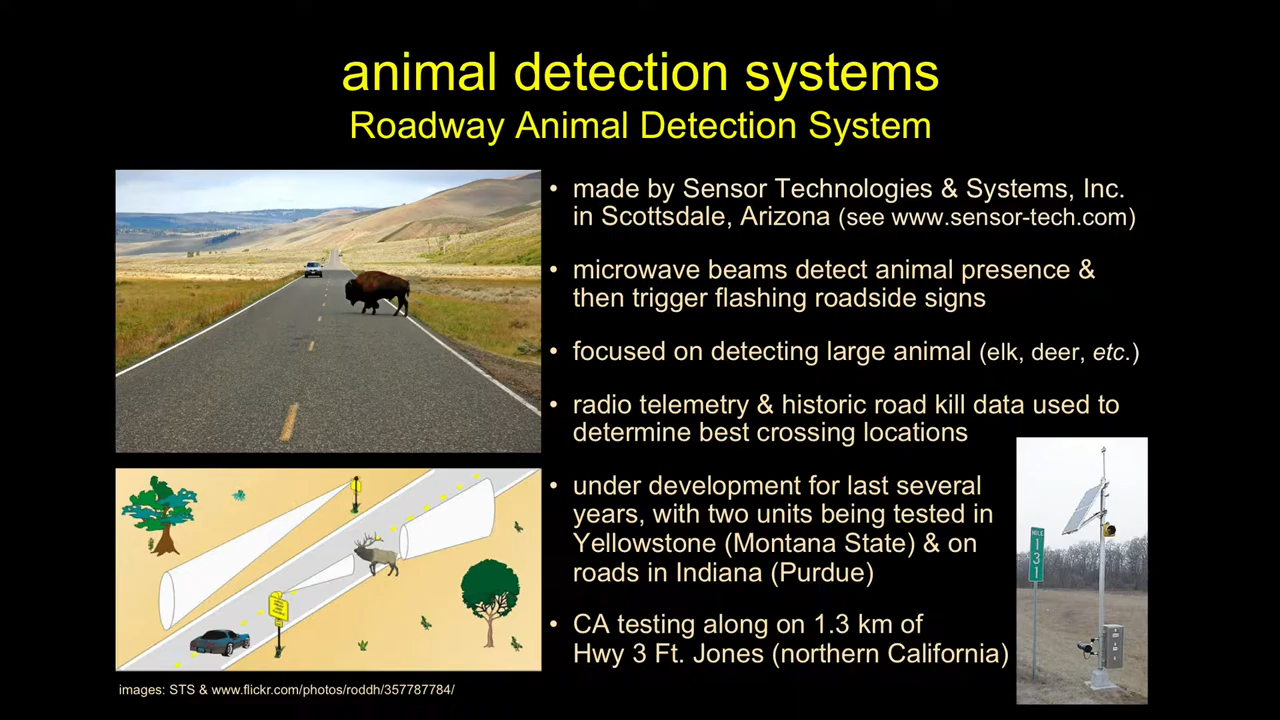 animal detection systems
Roadway Animal Detection System
• made by Sensor Technologies & Systems, Inc.
in Scottsdale, Arizona (see www.sensor-tech.com)
• microwave beams detect animal presence &
then trigger flashing roadside signs
• focused on detecting large animal (elk, deer, etc.)
• radio telemetry & historic road kill data used to
determine best crossing locations
• under development for last several
years, with two units being tested in
Yellowstone (Montana State) & on
roads in Indiana (Purdue)
• CA testing along on 1.3 km of
Hwy 3 Ft. Jones (northern California)
MILE
1
3
1
images: STS & www.flickr.com/photos/roddh/357787784/